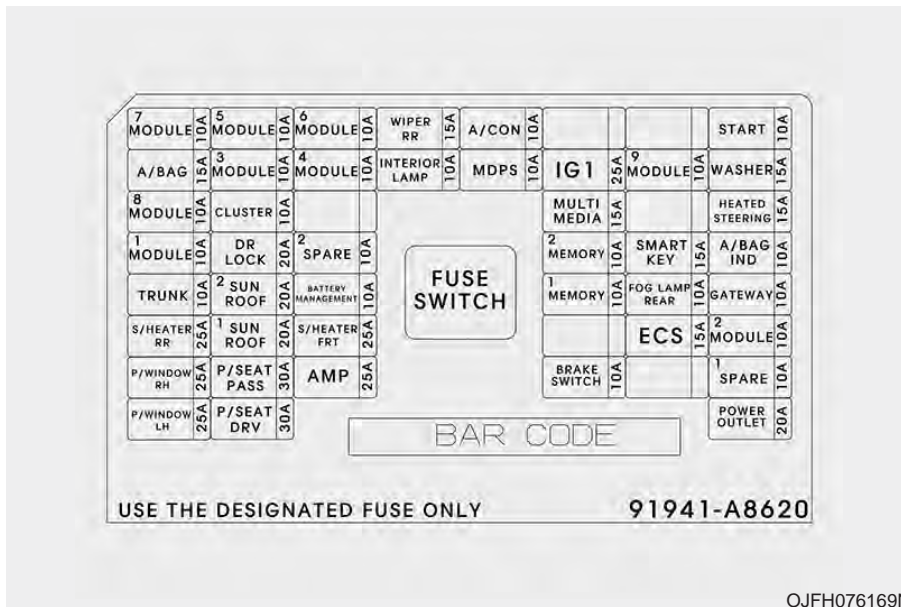 7 MODULE 10A 5 MODULE 10A 6 MODULE 10A WIPER RR 15A A/CON 10A START 10A
A/BAG 15A 3 MODULE 10A 4 MODULE 10A INTERIOR LAMP 10A MDPS 10A IG1 25A 9 MODULE 10A WASHER 15A
8 MODULE 10A CLUSTER 10A MULTI MEDIA 15A HEATED STEERING 15A
1 MODULE 10A DR LOCK 20A 2 SPARE 10A 2 MEMORY 10A SMART KEY 15A A/BAG IND 10A
TRUNK 10A 2 SUN ROOF 20A BATTERY MANAGEMENT 10A FUSE SWITCH 1 MEMORY 10A FOG LAMP REAR 10A GATEWAY 10A
S/HEATER RR 25A 1 SUN ROOF 20A S/HEATER FRT 25A ECS 15A 2 MODULE 10A
P/WINDOW RH 25A P/SEAT PASS 30A AMP 25A BRAKE SWITCH 10A 1 SPARE 10A
P/WINDOW LH 25A P/SEAT DRV 30A POWER OUTLET 20A
BAR CODE
USE THE DESIGNATED FUSE ONLY 91941-A8620